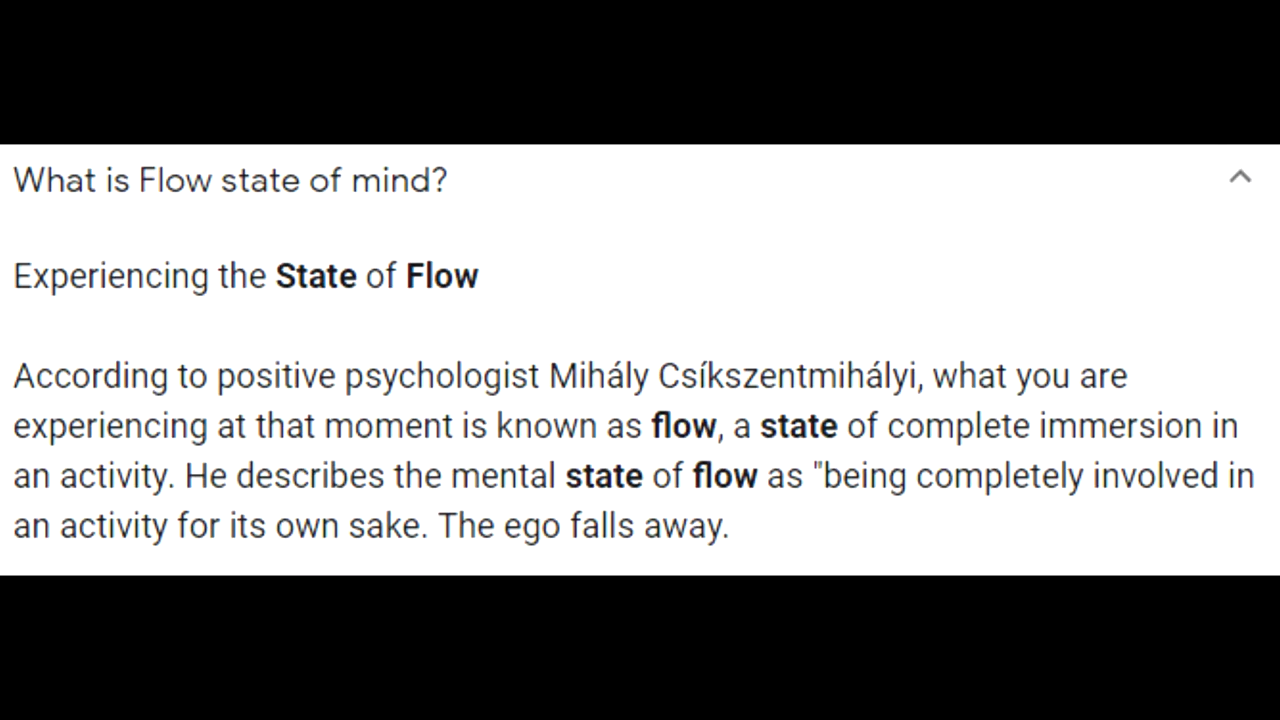 What is Flow state of mind?
Experiencing the State of Flow
According to positive psychologist Mihály Csíkszentmihályi, what you are
experiencing at that moment is known as flow, a state of complete immersion in
an activity. He describes the mental state of flow as "being completely involved in
an activity for its own sake. The ego falls away.